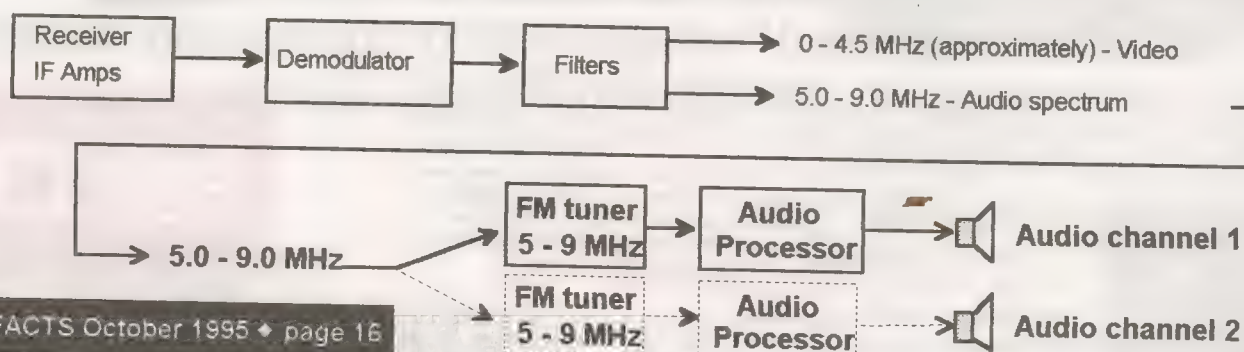 Receiver
IF Amps
Demodulator
Filters
0 - 4.5 MHz (approximately) - Video
5.0 - 9.0 MHz - Audio spectrum
5.0 - 9.0 MHz
FM tuner
5 - 9 MHz
Audio
Processor
Audio channel 1
FM tuner
5 - 9 MHz
Audio
Processor
Audio channel 2
FACTS October 1995 ◆ page 16